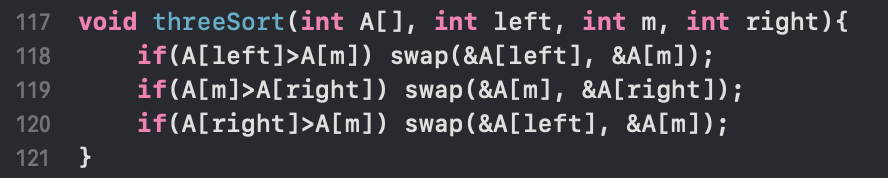 117 void threeSort(int A[], int left, int m, int right){
118     if(A[left]>A[m]) swap(&A[left], &A[m]);
119     if(A[m]>A[right]) swap(&A[m], &A[right]);
120     if(A[right]>A[m]) swap(&A[left], &A[m]);
121 }